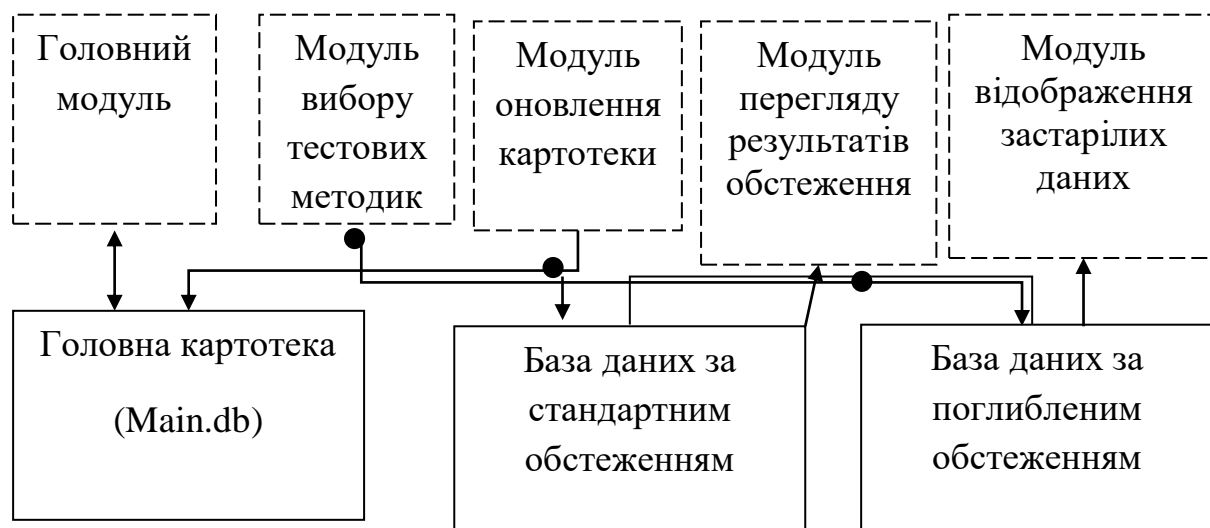 Головний
модуль
Модуль
вибору
тестових
методик
Модуль
оновлення
картотеки
Модуль
перегляду
результатів
обстеження
Модуль
відображення
застарілих
даних
Головна картотека
(Main.db)
База даних за
стандартним
обстеженням
База даних за
поглибленим
обстеженням